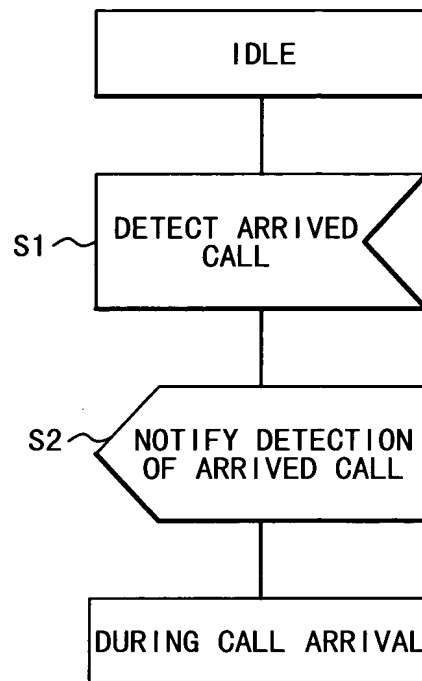 IDLE
S1
DETECT ARRIVED
CALL
S2
NOTIFY DETECTION
OF ARRIVED CALL
DURING CALL ARRIVAL